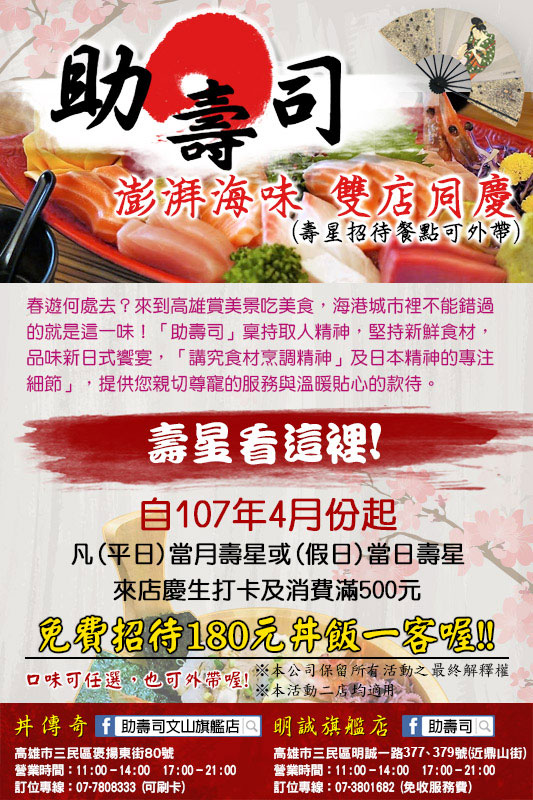 助壽司
澎湃海味 雙店同慶
(壽星招待餐點可外帶)
春遊何處去？來到高雄賞美景吃美食，海港城市裡不能錯過
的就是這一味！「助壽司」稟持取人精神，堅持新鮮食材，
品味新日式饗宴，「講究食材烹調精神」及日本精神的專注
細節」，提供您親切尊寵的服務與溫暖貼心的款待。
壽星看這裡!
自107年4月份起
凡(平日)當月壽星或(假日)當日壽星
來店慶生打卡及消費滿500元
免費招待180元丼飯一客喔!!
口味可任選，也可外帶喔!
※本公司保留所有活動之最終解釋權
※本活動二店均適用
丼傳奇 f 助壽司文山旗艦店
高雄市三民區褒揚東街80號
營業時間：11:00-14:00 17:00-21:00
訂位專線：07-7808333 (可刷卡)
明誠旗艦店 f 助壽司
高雄市三民區明誠一路377、379號(近鼎山街)
營業時間：11:00-14:00 17:00-21:00
訂位專線：07-3801682 (免收服務費)